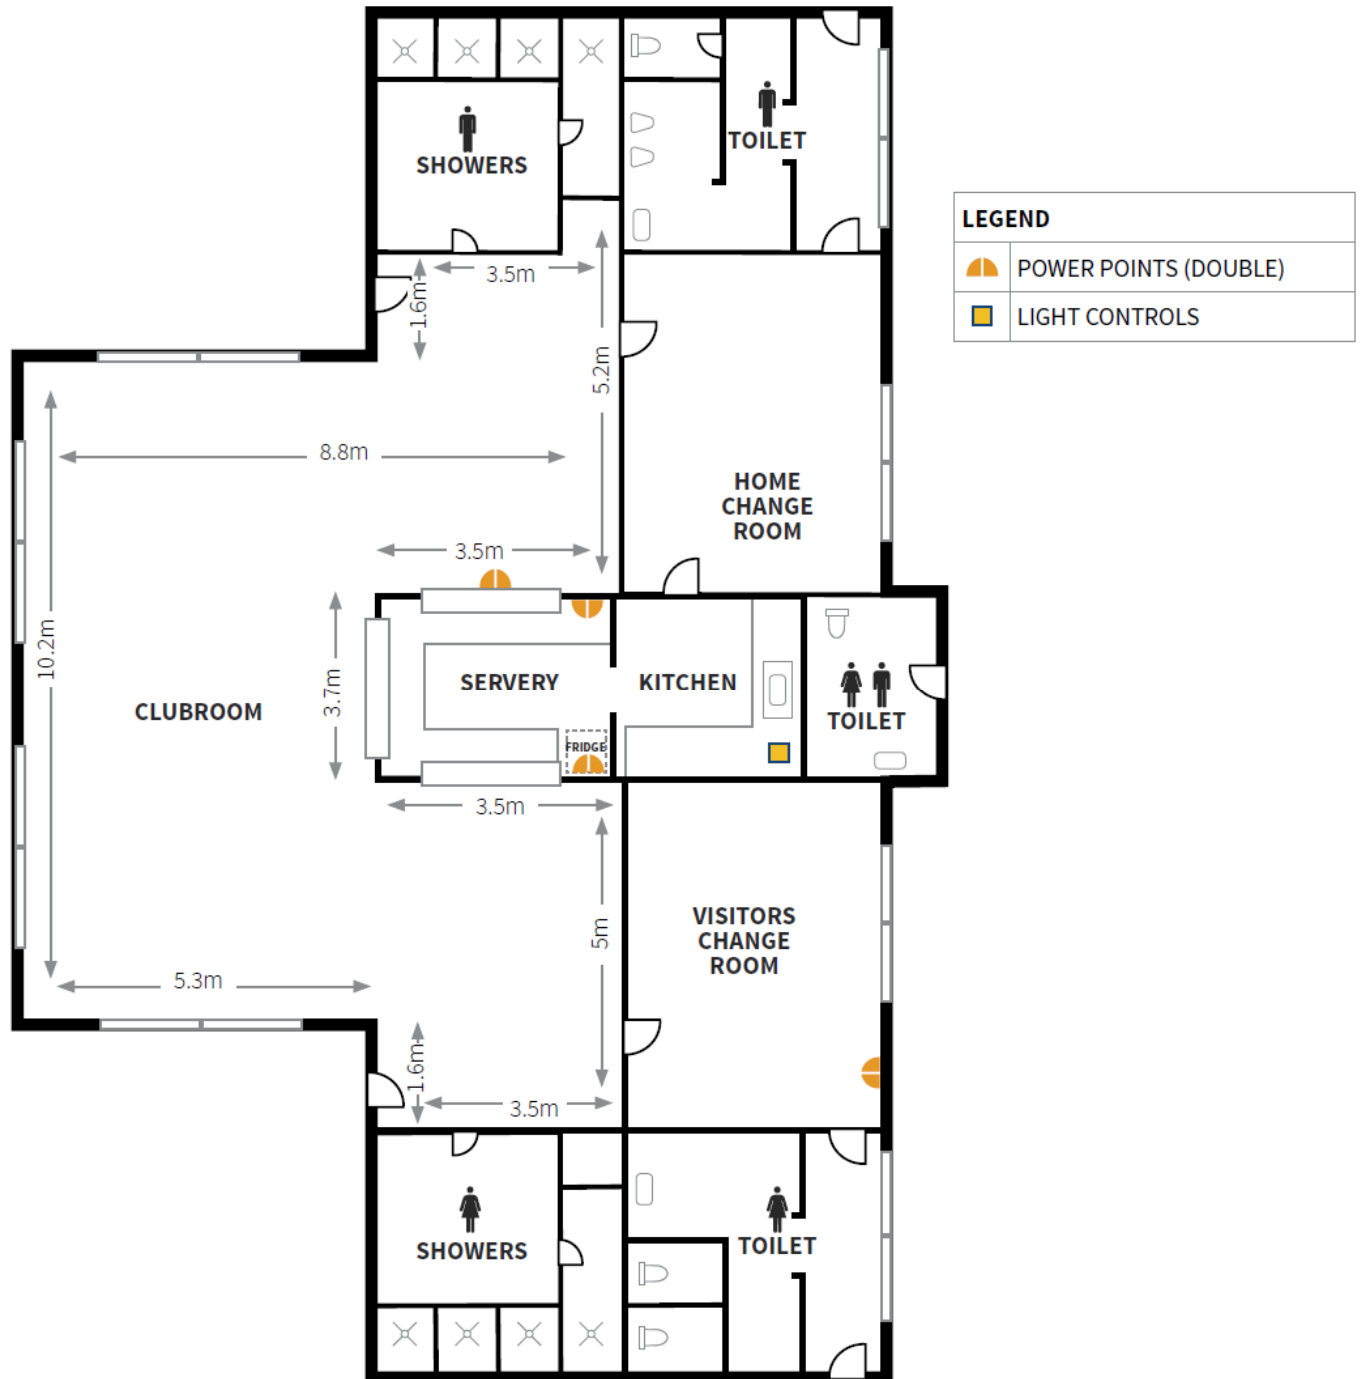 SHOWERS
TOILET
LEGEND
POWER POINTS (DOUBLE)
LIGHT CONTROLS
3.5m
1.6m
5.2m
8.8m
HOME
CHANGE
ROOM
3.5m
10.2m
3.7m
SERVERY
KITCHEN
CLUBROOM
TOILET
FRIDGE
3.5m
5m
VISITORS
CHANGE
ROOM
5.3m
1.6m
3.5m
SHOWERS
TOILET